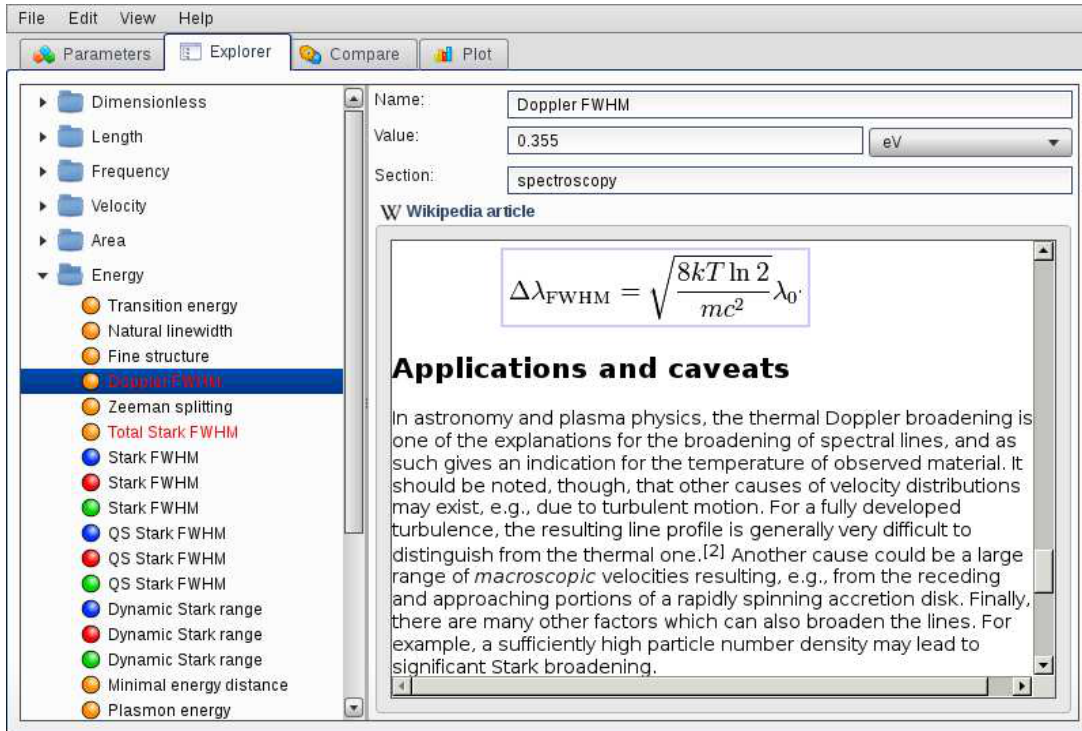 File Edit View Help
Parameters Explorer Compare Plot
Dimensionless
Length
Frequency
Velocity
Area
Energy
Transition energy
Natural linewidth
Fine structure
Doppler FWHM
Zeeman splitting
Total Stark FWHM
Stark FWHM
Stark FWHM
Stark FWHM
QS Stark FWHM
QS Stark FWHM
QS Stark FWHM
Dynamic Stark range
Dynamic Stark range
Dynamic Stark range
Minimal energy distance
Plasmon energy
Name: Doppler FWHM
Value: 0.355 eV
Section: spectroscopy
W Wikipedia article
Δλ_FWHM = √(8kT ln 2 / mc²) λ₀.
Applications and caveats
In astronomy and plasma physics, the thermal Doppler broadening is
one of the explanations for the broadening of spectral lines, and as
such gives an indication for the temperature of observed material. It
should be noted, though, that other causes of velocity distributions
may exist, e.g., due to turbulent motion. For a fully developed
turbulence, the resulting line profile is generally very difficult to
distinguish from the thermal one.[2] Another cause could be a large
range of macroscopic velocities resulting, e.g., from the receding
and approaching portions of a rapidly spinning accretion disk. Finally,
there are many other factors which can also broaden the lines. For
example, a sufficiently high particle number density may lead to
significant Stark broadening.